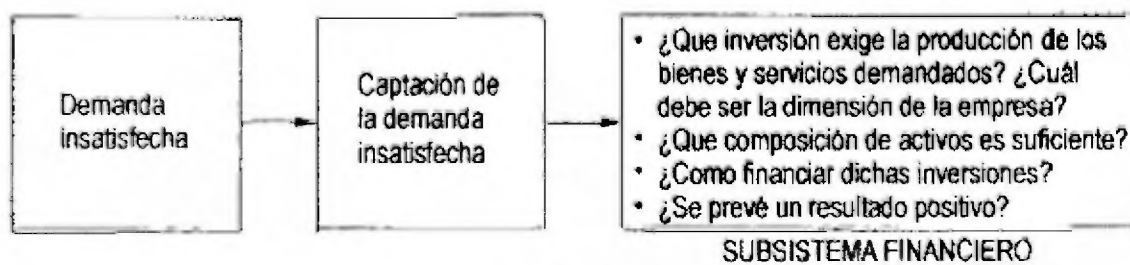 Demanda
insatisfecha
Captación de
la demanda
insatisfecha
• ¿Que inversión exige la producción de los
bienes y servicios demandados? ¿Cuál
debe ser la dimensión de la empresa?
• ¿Que composición de activos es suficiente?
• ¿Como financiar dichas inversiones?
• ¿Se prevé un resultado positivo?
SUBSISTEMA FINANCIERO